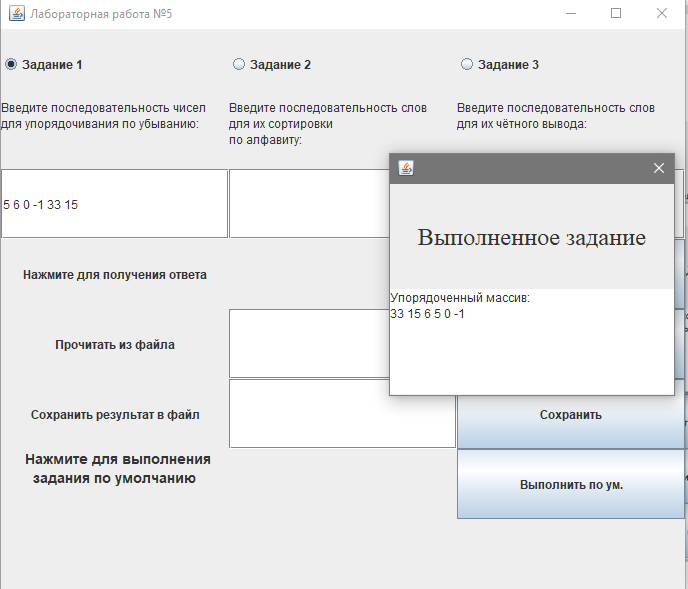 Лабораторная работа №5
Задание 1
Задание 2
Задание 3
Введите последовательность чисел
для упорядочивания по убыванию:
Введите последовательность слов
для их сортировки
по алфавиту:
Введите последовательность слов
для их чётного вывода:
5 6 0 -1 33 15
Выполненное задание
Упорядоченный массив:
33 15 6 5 0 -1
Нажмите для получения ответа
Прочитать из файла
Сохранить результат в файл
Сохранить
Нажмите для выполнения
задания по умолчанию
Выполнить по ум.